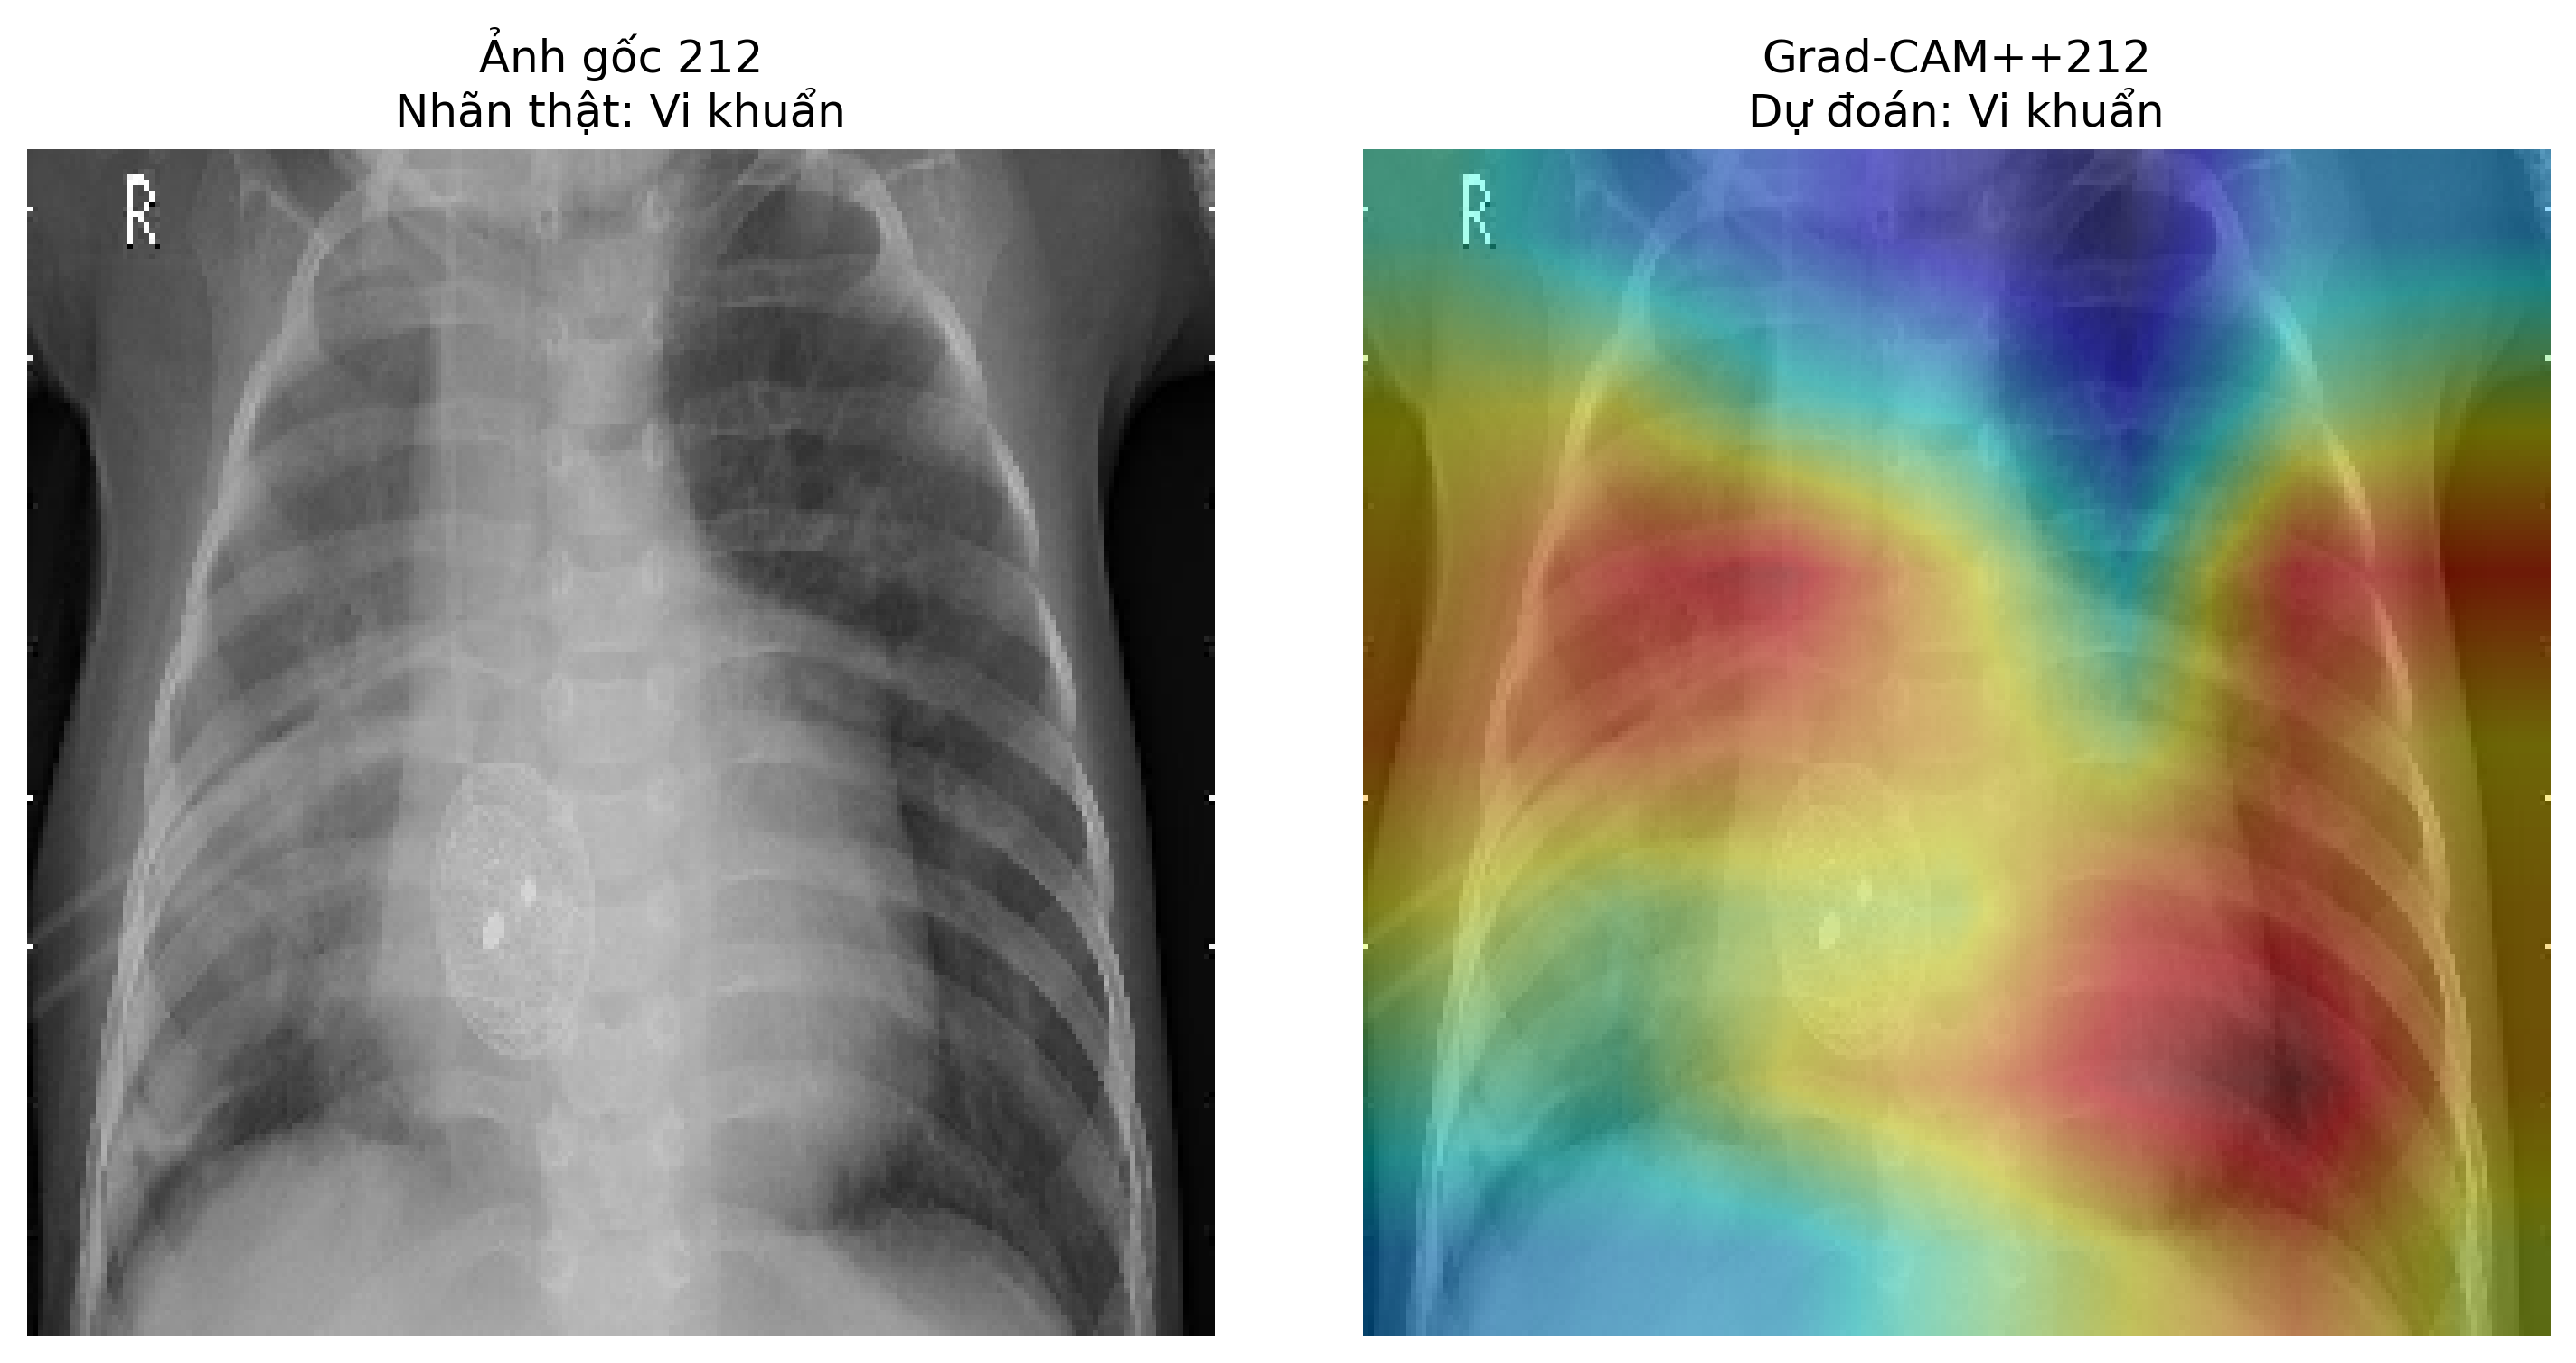 Ảnh gốc 212
Nhãn thật: Vi khuẩn
R
Grad-CAM++212
Dự đoán: Vi khuẩn
R